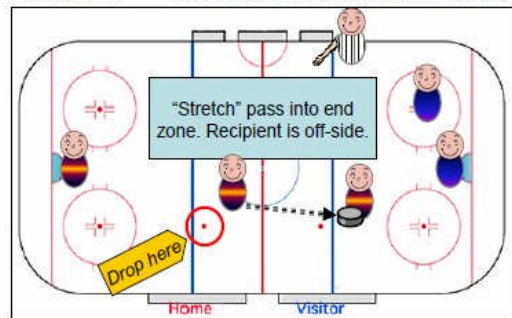 “Stretch” pass into end
zone. Recipient is off-side.
Drop here
Home
Visitor